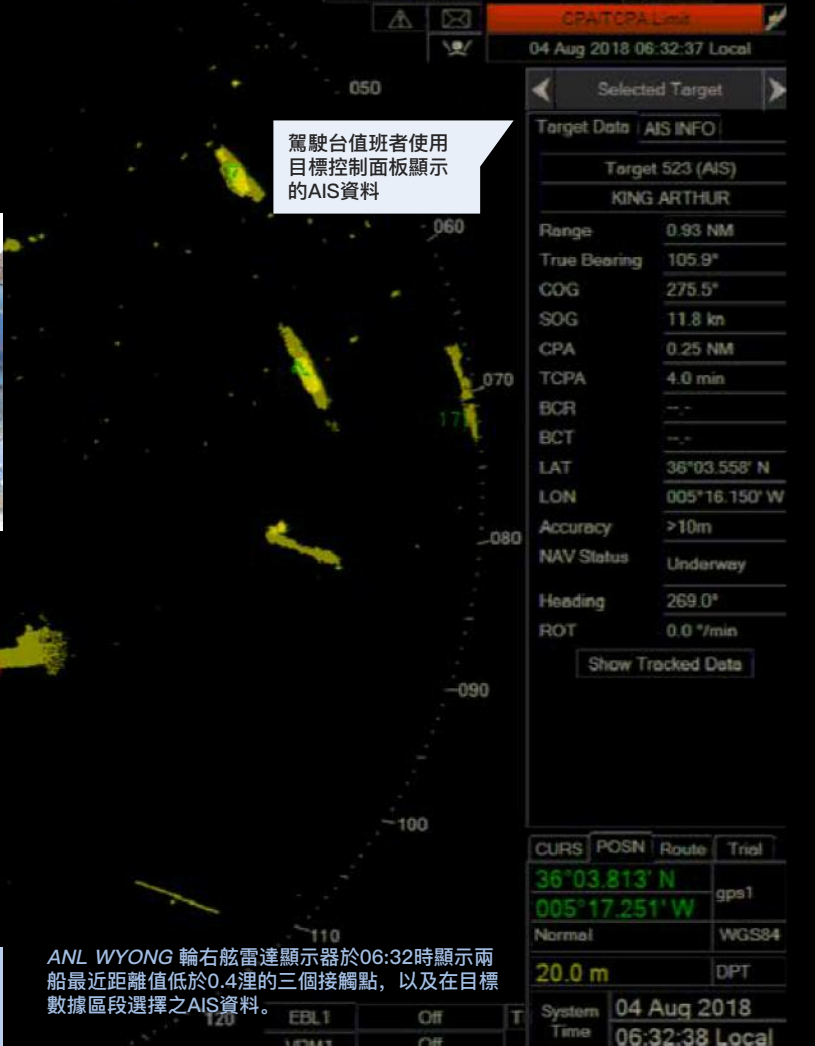 CPA/TCPA Limit
04 Aug 2018 06:32:37 Local
050
Selected Target
駕駛台值班者使用
目標控制面板顯示
的AIS資料
Target Data AIS INFO
Target 523 (AIS)
KING ARTHUR
060
Range 0.93 NM
True Bearing 105.9°
COG 275.5°
SOG 11.8 kn
CPA 0.25 NM
070
TCPA 4.0 min
BCR --.-
17
BCT --.-
LAT 36°03.558' N
LON 005°16.150' W
080
Accuracy >10m
NAV Status Underway
Heading 269.0°
ROT 0.0 °/min
Show Tracked Data
090
100
CURS POSN Route Trial
36°03.813' N
005°17.251' W
gps1
110
Normal WGS84
ANL WYONG 輪右舷雷達顯示器於06:32時顯示兩
船最近距離值低於0.4浬的三個接觸點，以及在目標
數據區段選擇之AIS資料。
20.0 m DPT
120
EBL1 Off T
System Time 04 Aug 2018
06:32:38 Local
VRM1 Off